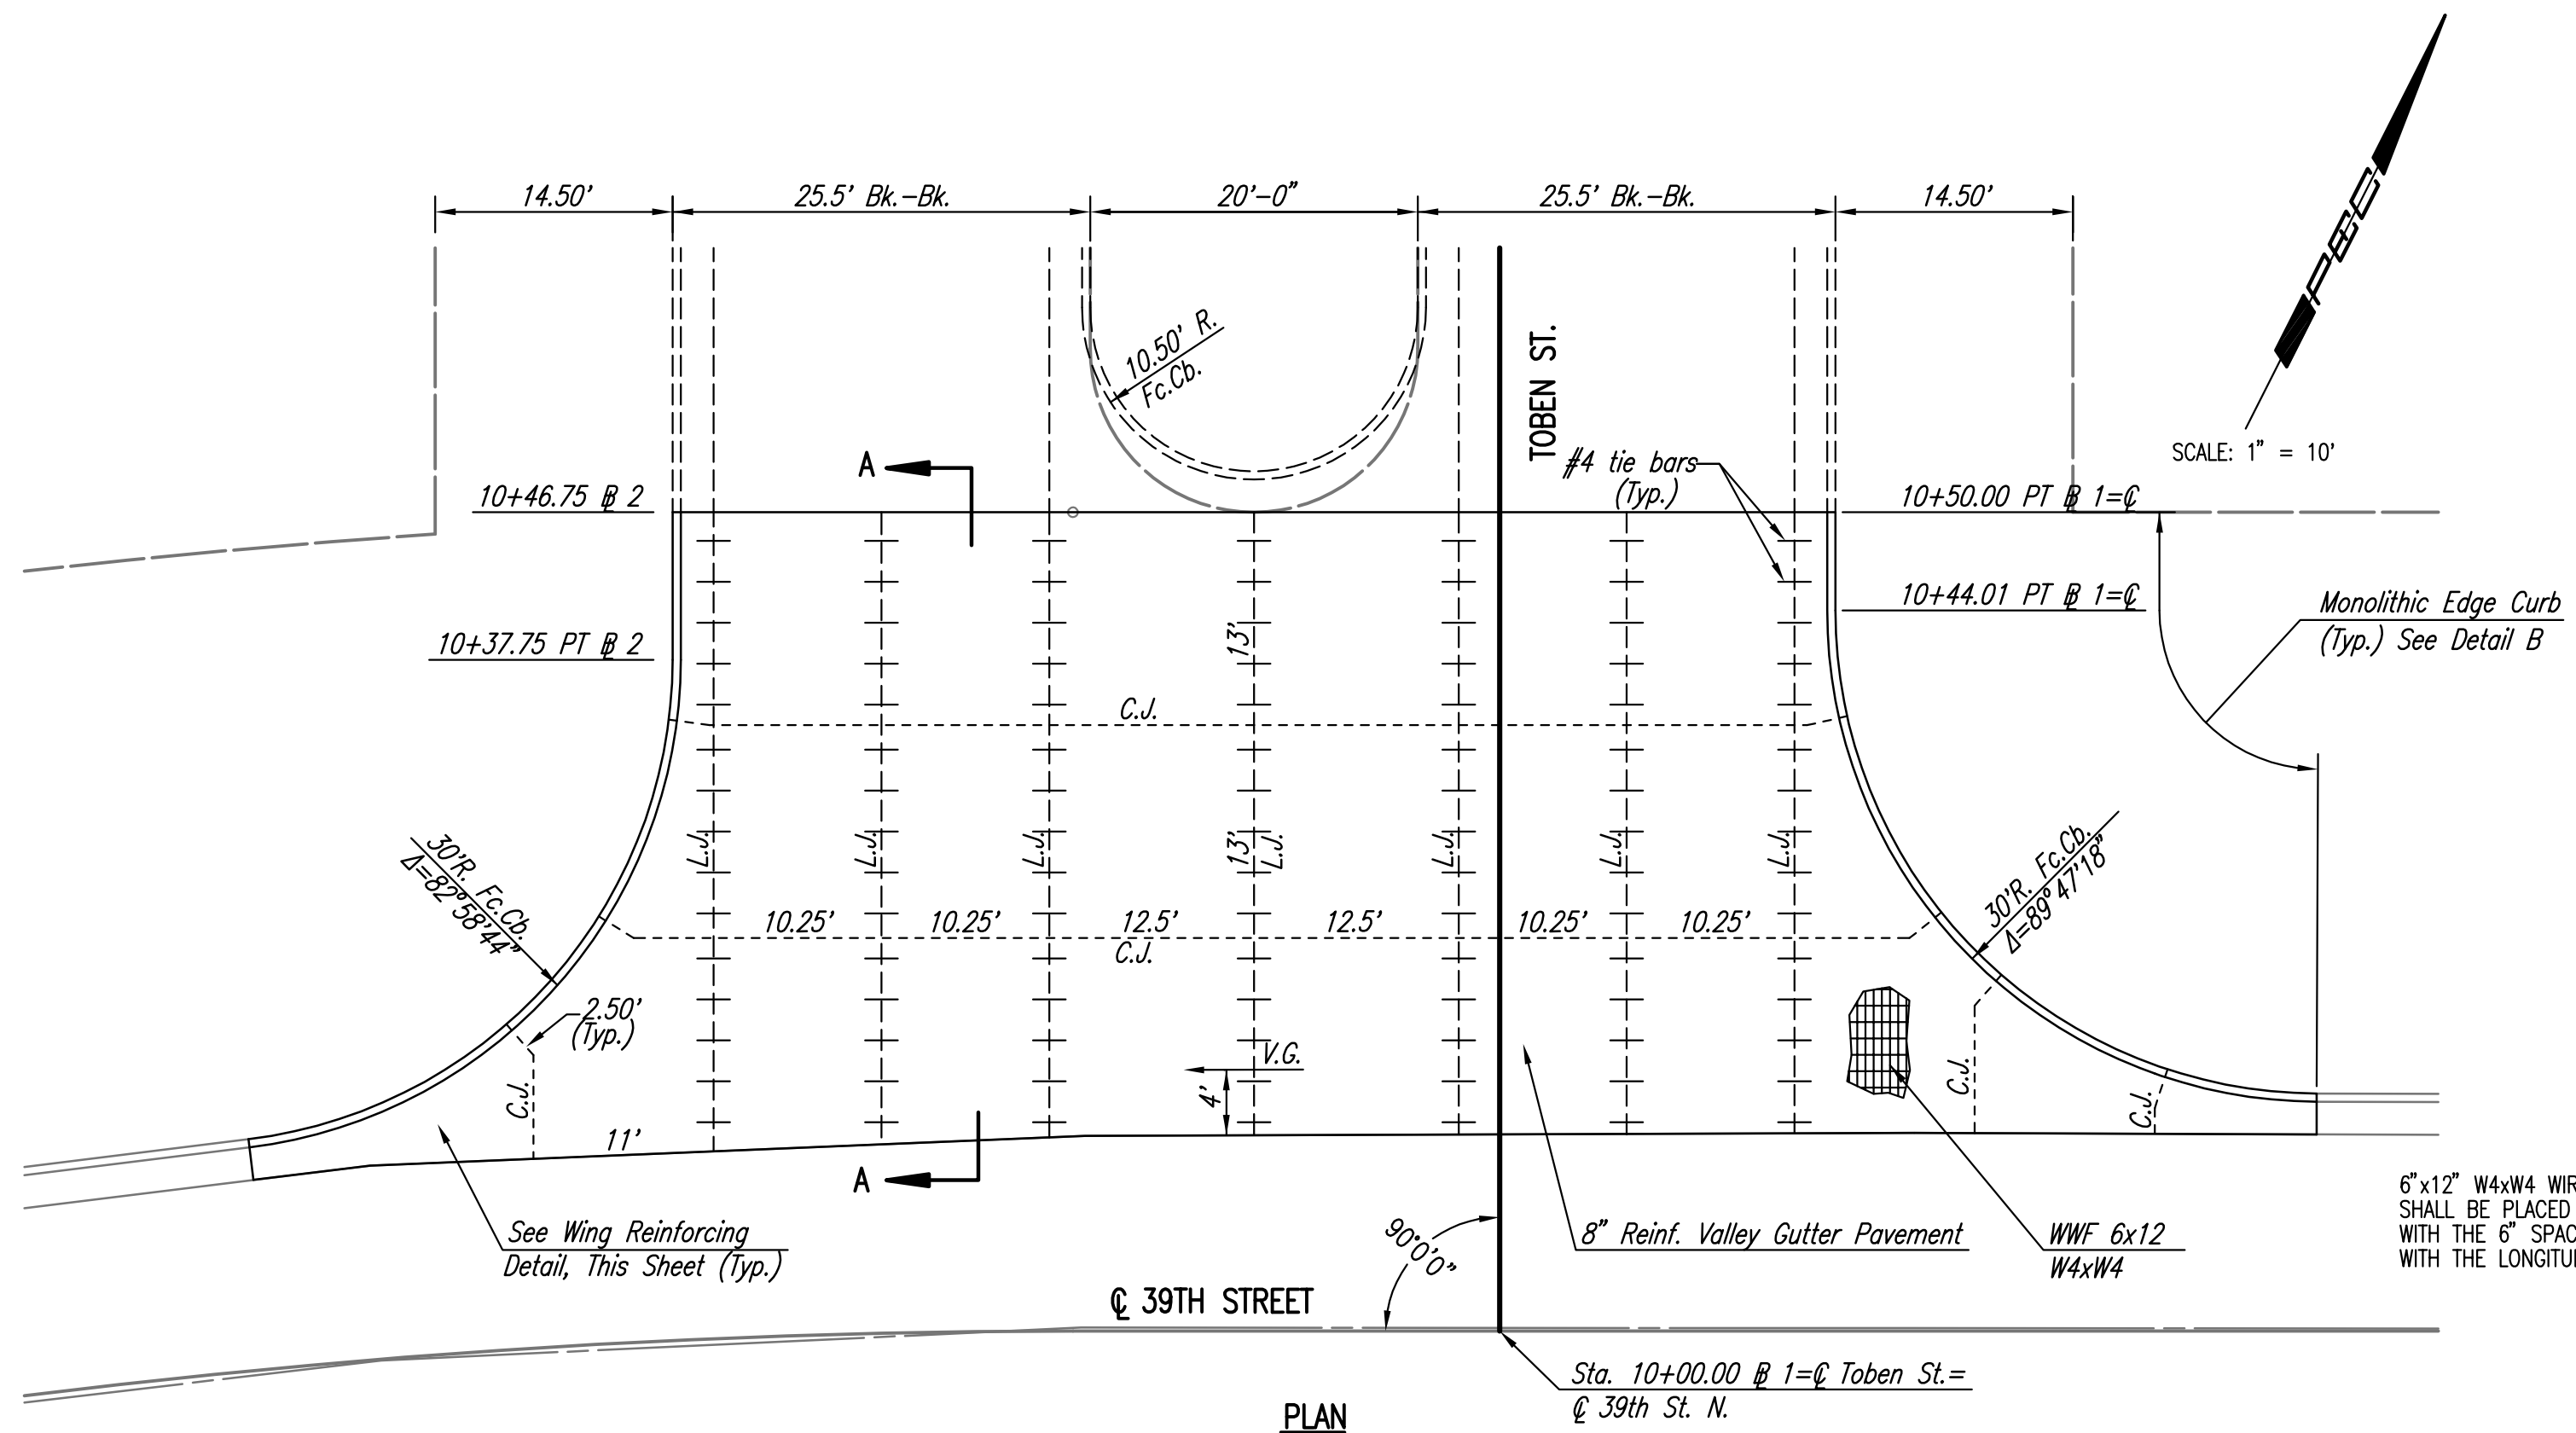 14.50'
25.5' Bk.-Bk.
20'-0"
25.5' Bk.-Bk.
14.50'
10.50' R.
Fc.Cb.
TOBEN ST.
SCALE: 1" = 10'
A
#4 tie bars
(Typ.)
10+46.75 ℄ 2
10+50.00 PT ℄ 1=℄
10+44.01 PT ℄ 1=℄
10+37.75 PT ℄ 2
Monolithic Edge Curb
(Typ.) See Detail B
13'
C.J.
30'R. Fc.Cb.
Δ=82°58'44"
L.J.
L.J.
L.J.
13'
L.J.
L.J.
L.J.
L.J.
30'R. Fc.Cb.
Δ=89°47'18"
10.25'
10.25'
12.5'
12.5'
10.25'
10.25'
C.J.
2.50'
(Typ.)
V.G.
4'
C.J.
C.J.
C.J.
11'
A
6"x12" W4xW4 WIR
SHALL BE PLACED
WITH THE 6" SPAC
WITH THE LONGITU
See Wing Reinforcing
Detail, This Sheet (Typ.)
90°0'0"
8" Reinf. Valley Gutter Pavement
WWF 6x12
W4xW4
℄ 39TH STREET
Sta. 10+00.00 ℄ 1=℄ Toben St.=
℄ 39th St. N.
PLAN